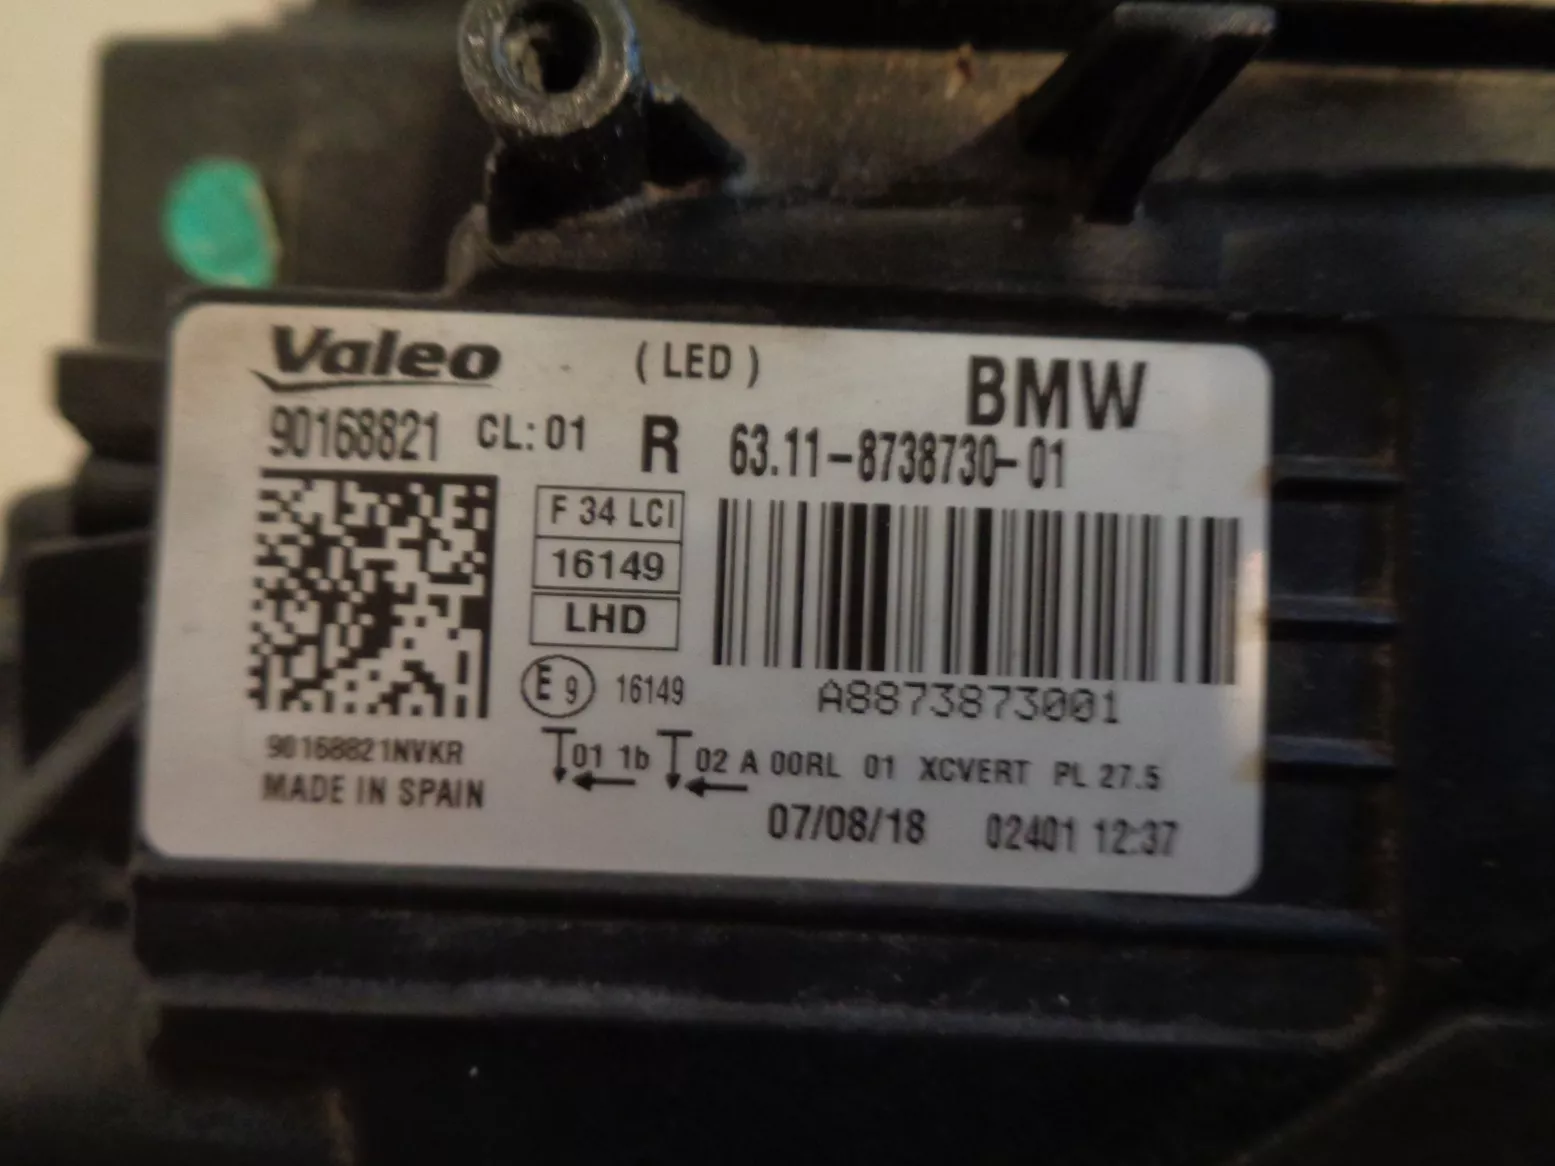 Valeo (LED) BMW
90168821 CL: 01 R 63.11-8738730-01
F 34 LCI
16149
LHD
E 9 16149
A8873873001
90168821NVKR
01 1b 02 A 00RL 01 XCVERT PL 27.5
MADE IN SPAIN
07/08/18 02401 12:37